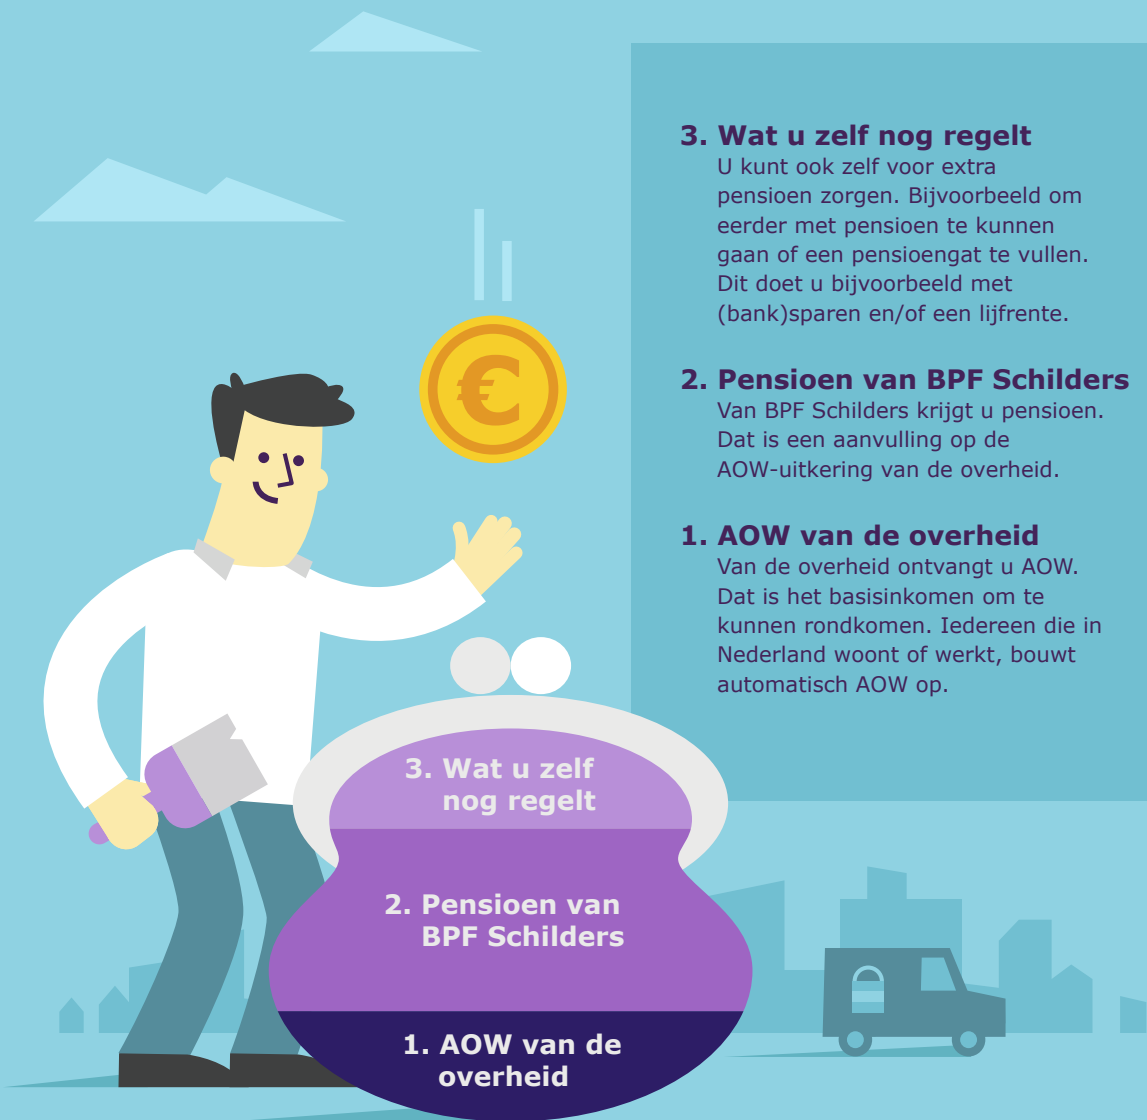 3. Wat u zelf nog regelt
U kunt ook zelf voor extra
pensioen zorgen. Bijvoorbeeld om
eerder met pensioen te kunnen
gaan of een pensioengat te vullen.
Dit doet u bijvoorbeeld met
(bank)sparen en/of een lijfrente.
2. Pensioen van BPF Schilders
Van BPF Schilders krijgt u pensioen.
Dat is een aanvulling op de
AOW-uitkering van de overheid.
1. AOW van de overheid
Van de overheid ontvangt u AOW.
Dat is het basisinkomen om te
kunnen rondkomen. Iedereen die in
Nederland woont of werkt, bouwt
automatisch AOW op.
€
3. Wat u zelf
nog regelt
2. Pensioen van
BPF Schilders
1. AOW van de
overheid